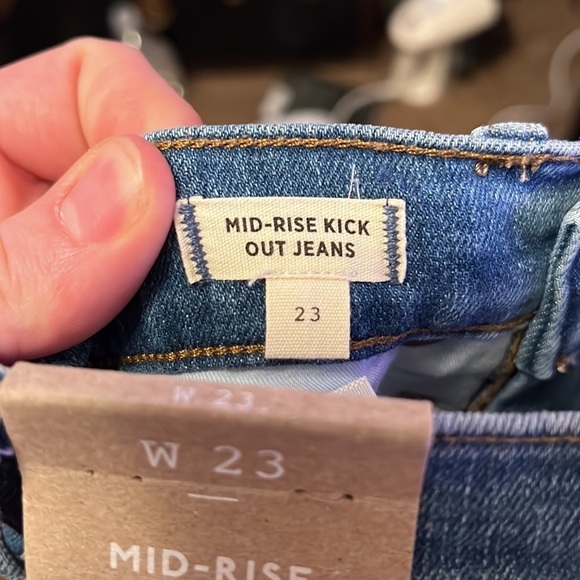 MID-RISE KICK
OUT JEANS
23
W 23
W 23
MID-RISE